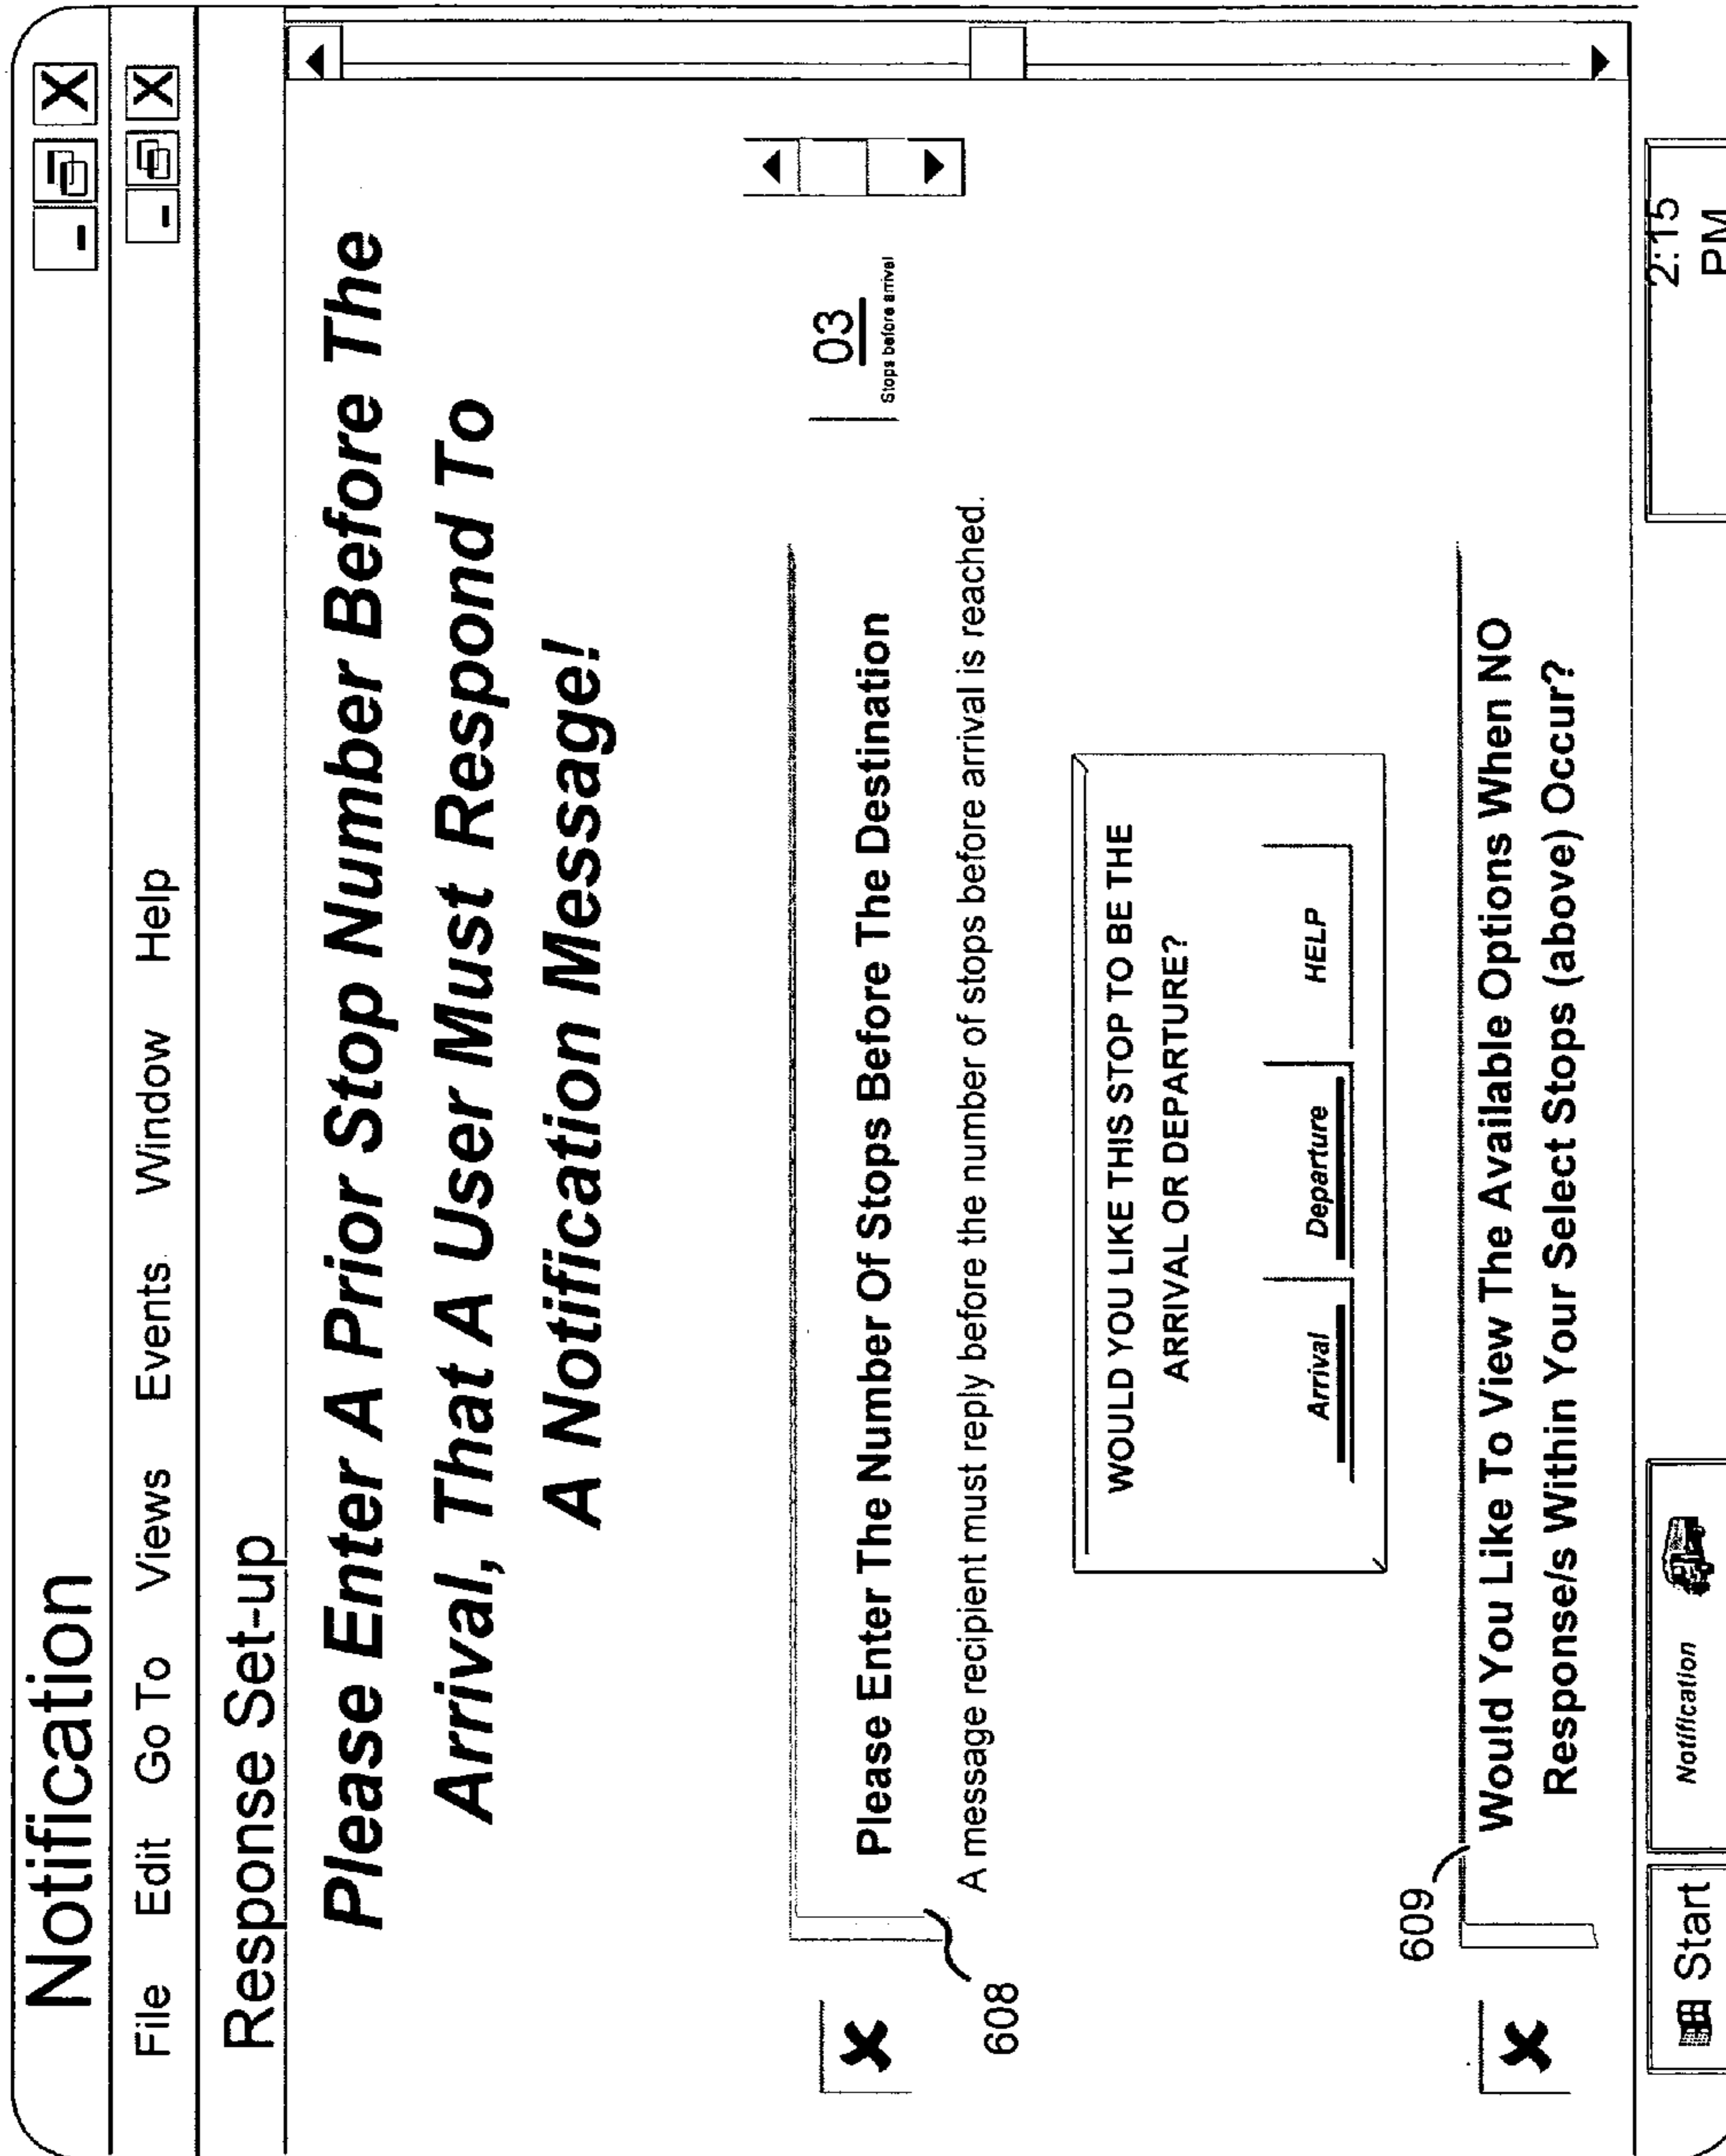 Notification
File Edit Go To Views Events Window Help
Response Set-up
Please Enter A Prior Stop Number Before The
Arrival, That A User Must Respond To
A Notification Message!
Please Enter The Number Of Stops Before The Destination
03
Stops before arrival
A message recipient must reply before the number of stops before arrival is reached.
608
WOULD YOU LIKE THIS STOP TO BE THE
ARRIVAL OR DEPARTURE?
Arrival Departure HELP
609
Would You Like To View The Available Options When NO
Response/s Within Your Select Stops (above) Occur?
Start Notification 2:15
PM